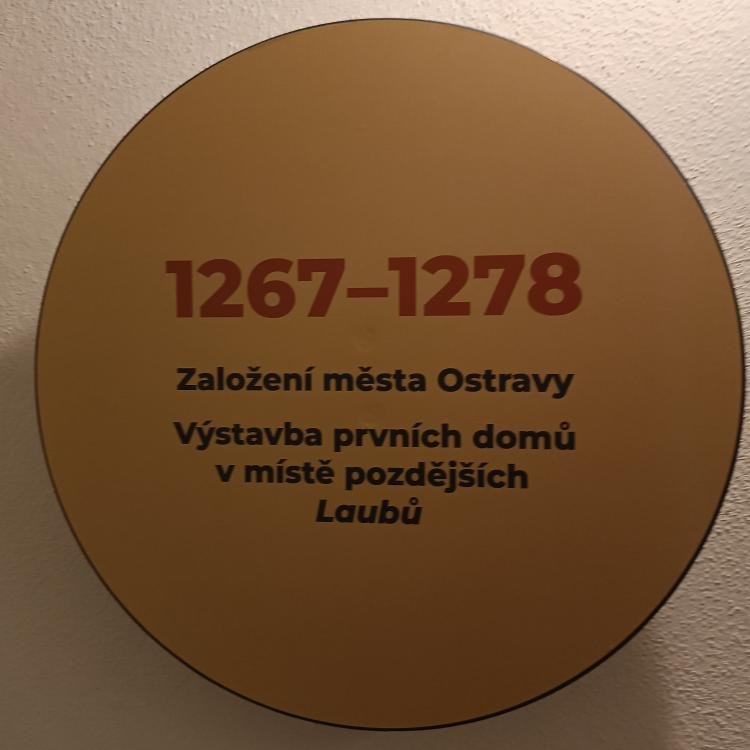 1267–1278
Založení města Ostravy
Výstavba prvních domů
v místě pozdějších
Laubů